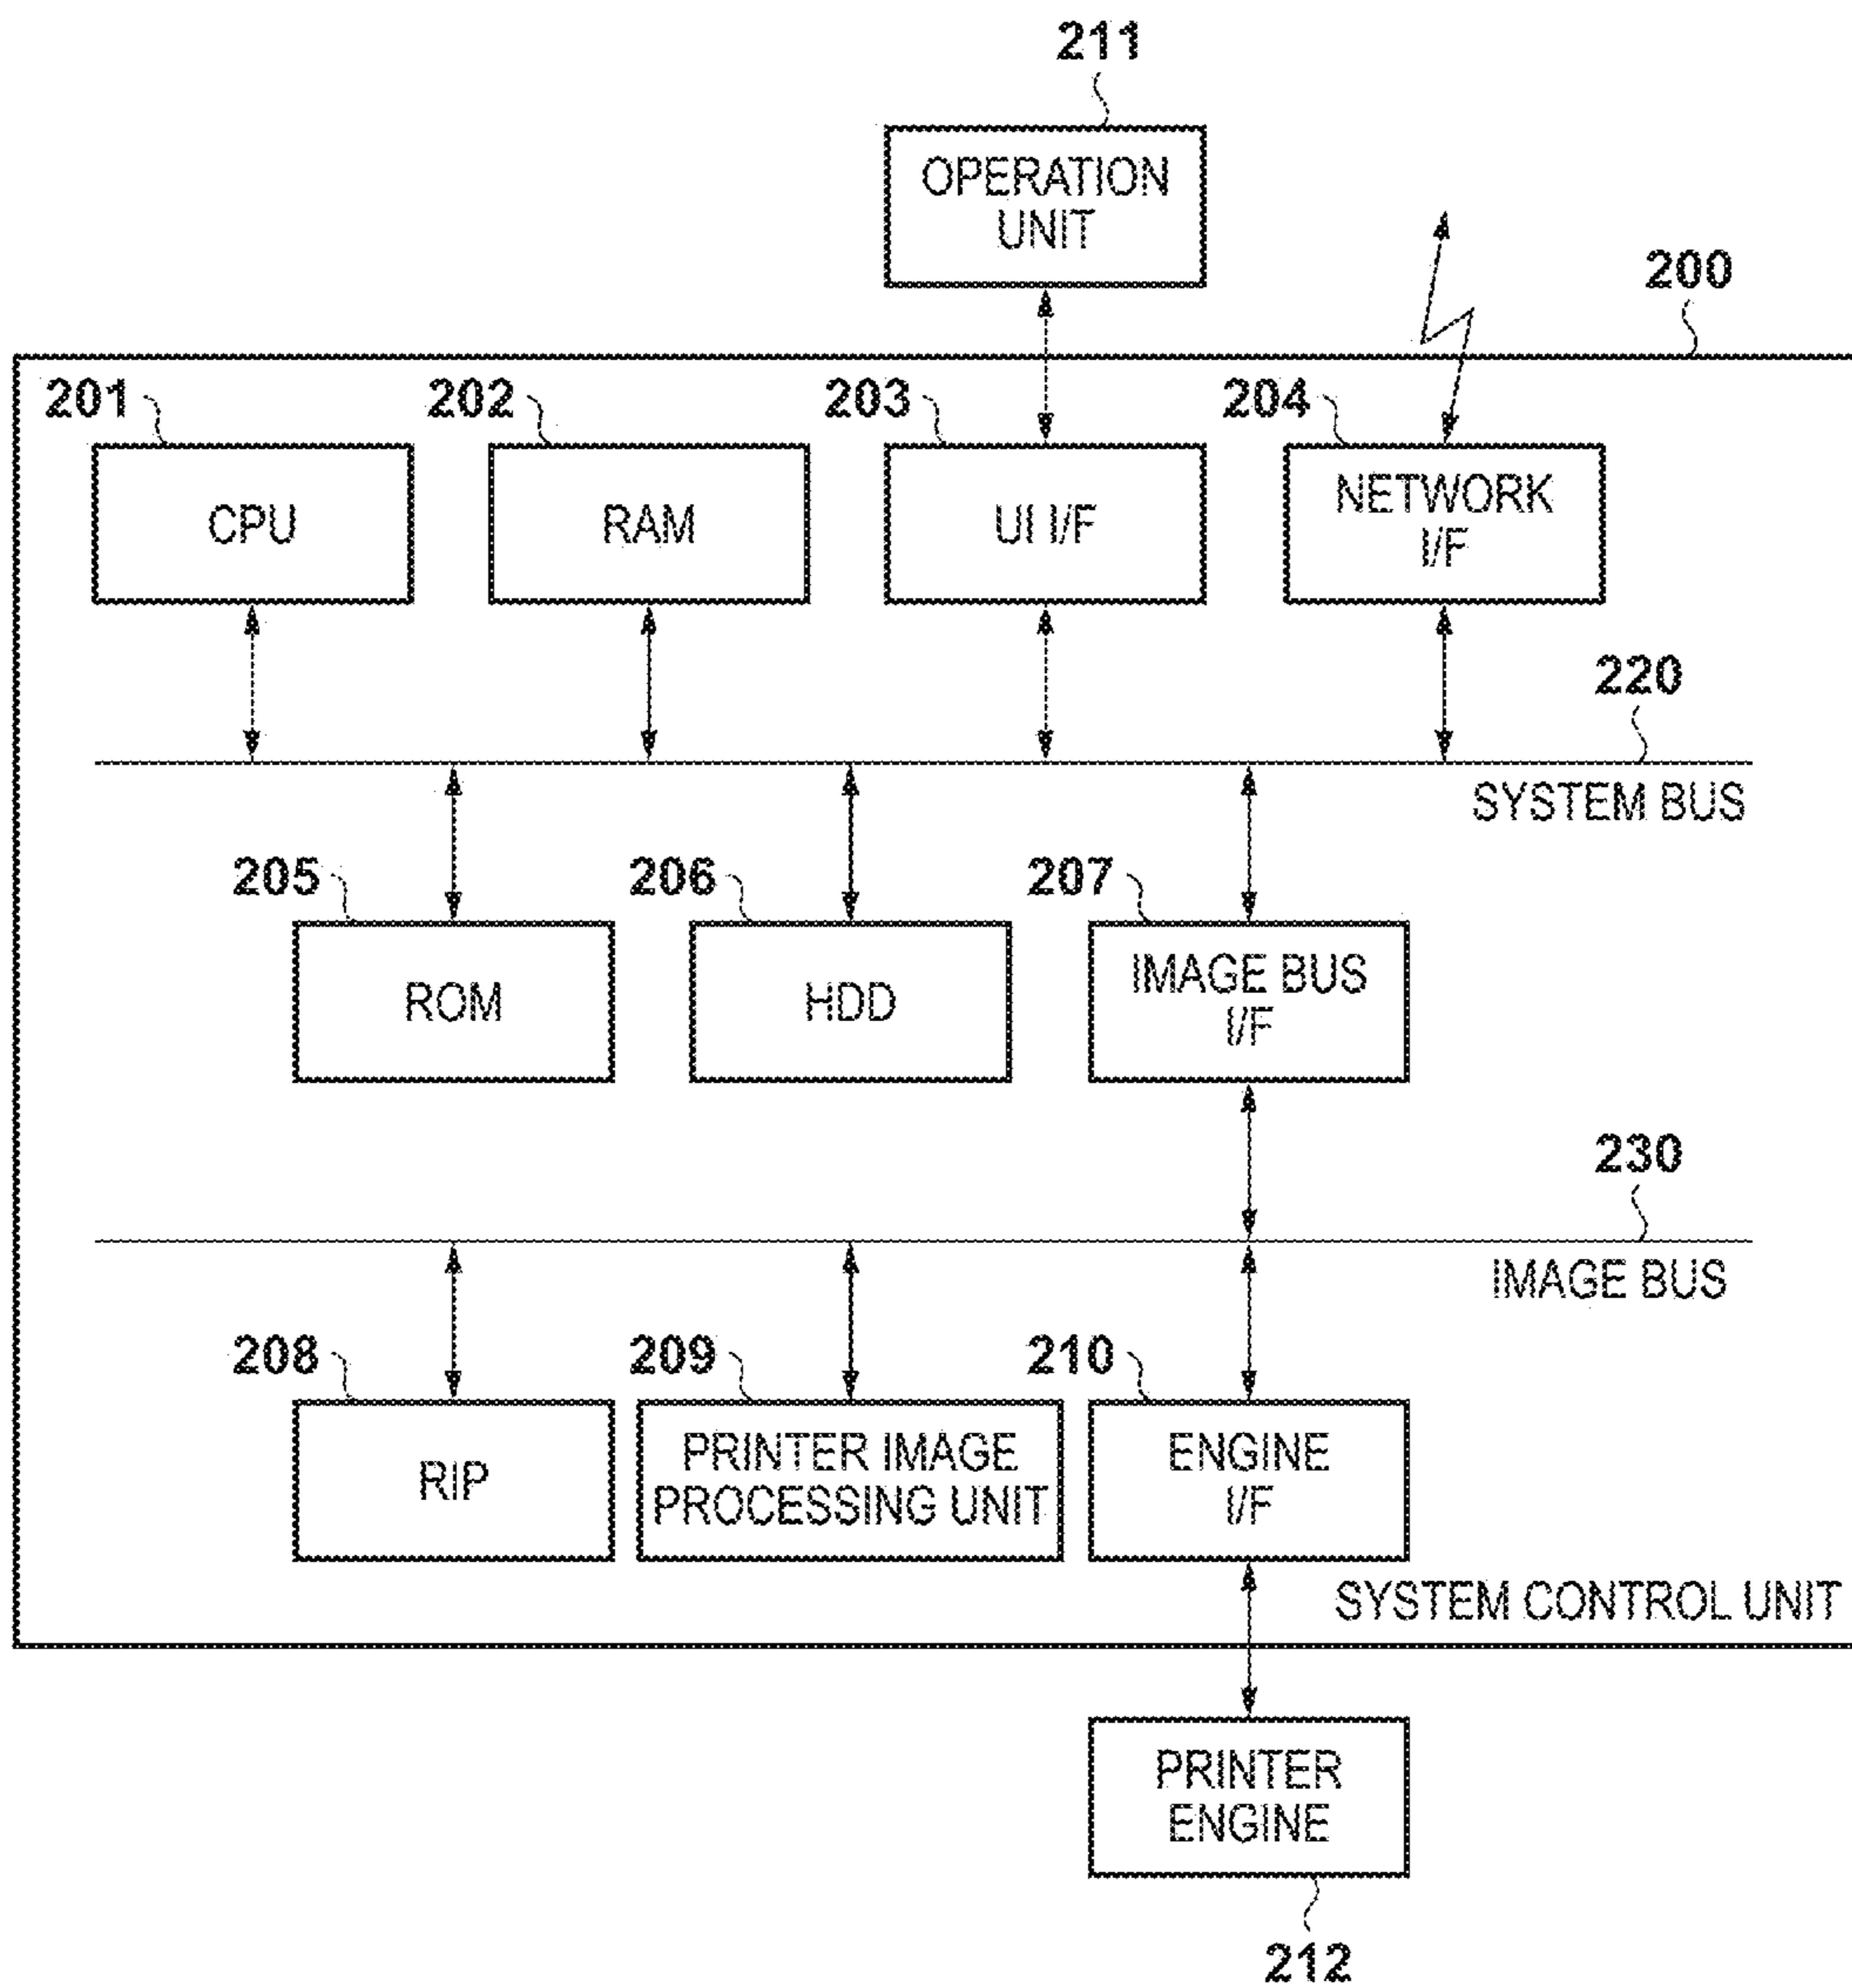 211
OPERATION
UNIT
200
201
202
203
204
CPU
RAM
UI I/F
NETWORK
I/F
220
SYSTEM BUS
205
206
207
ROM
HDD
IMAGE BUS
I/F
230
IMAGE BUS
208
209
210
RIP
PRINTER IMAGE
PROCESSING UNIT
ENGINE
I/F
SYSTEM CONTROL UNIT
PRINTER
ENGINE
212